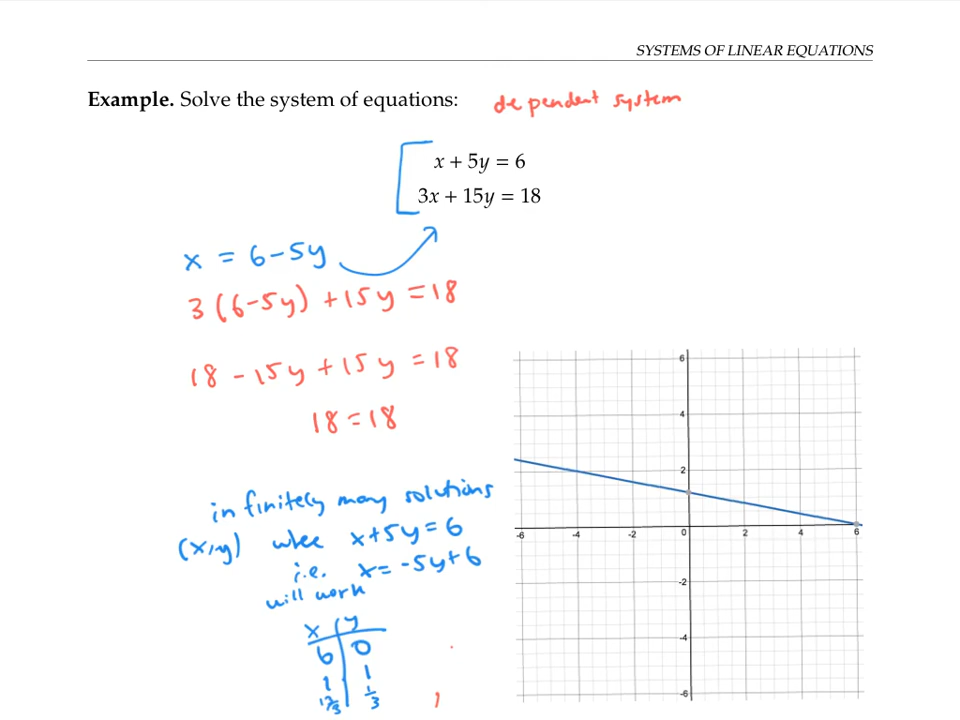 SYSTEMS OF LINEAR EQUATIONS
Example. Solve the system of equations: dependent system
x + 5y = 6
3x + 15y = 18
x = 6-5y
3(6-5y) +15y =18
18 -15y +15y =18
18=18
infinitely many solutions
(x,y) whee x+5y=6
i.e. x= -5y+6
will work
x y
6 0
1 1
1/3
6
4
2
-6 -4 -2 0 2 4 6
-2
-4
-6